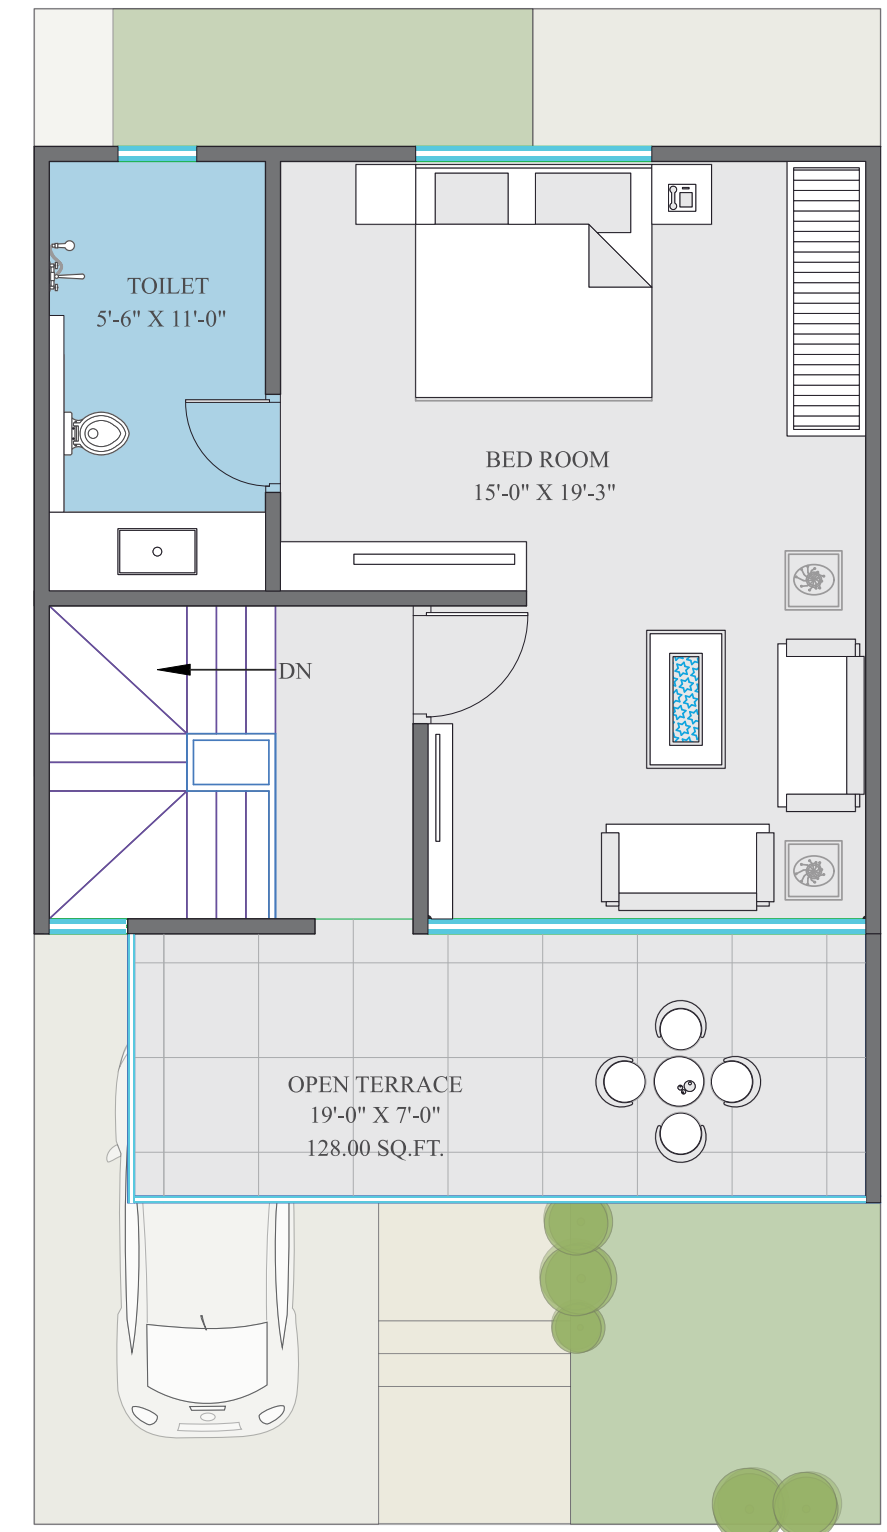 TOILET
5'-6" X 11'-0"
BED ROOM
15'-0" X 19'-3"
DN
OPEN TERRACE
19'-0" X 7'-0"
128.00 SQ.FT.